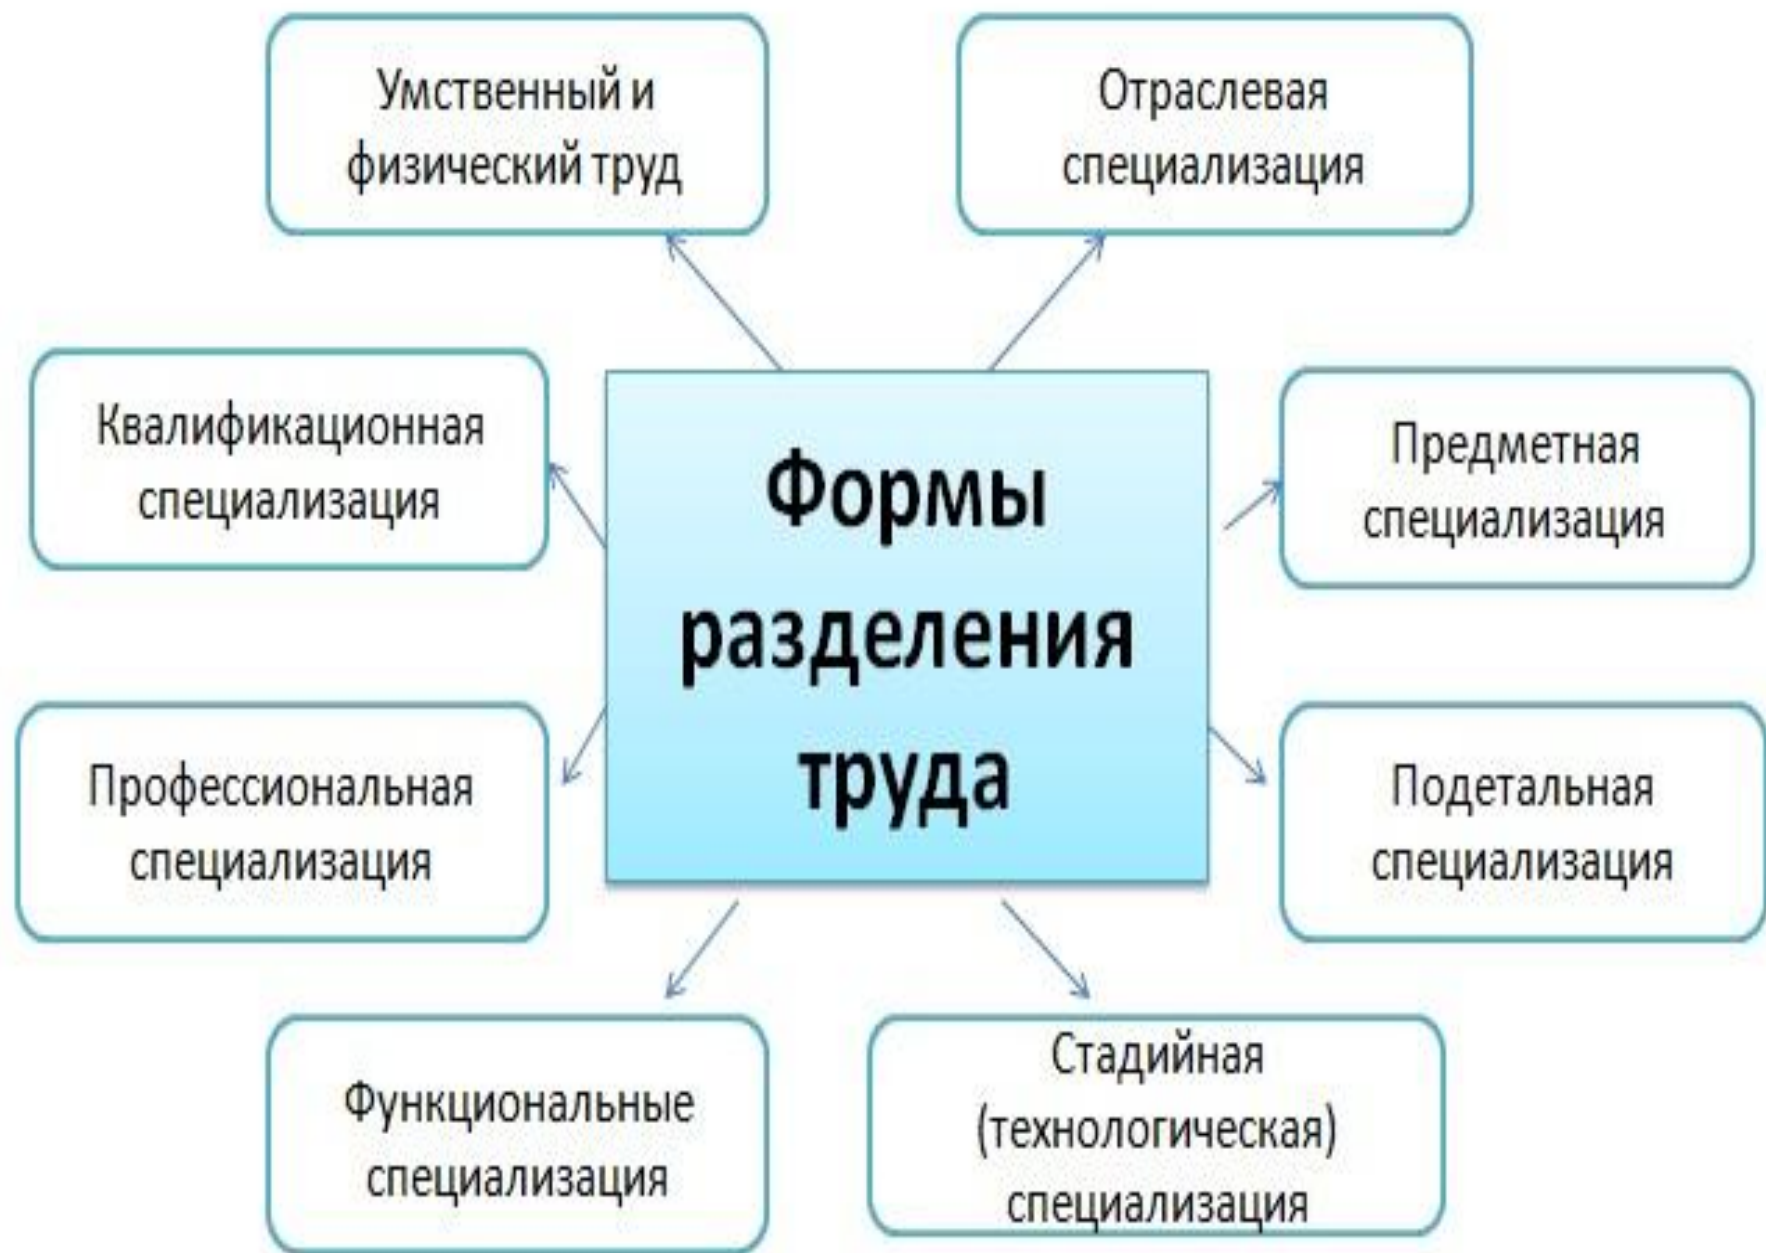 Умственный и
физический труд
Отраслевая
специализация
Квалификационная
специализация
Формы
разделения
труда
Предметная
специализация
Профессиональная
специализация
Подетальная
специализация
Функциональные
специализация
Стадийная
(технологическая)
специализация